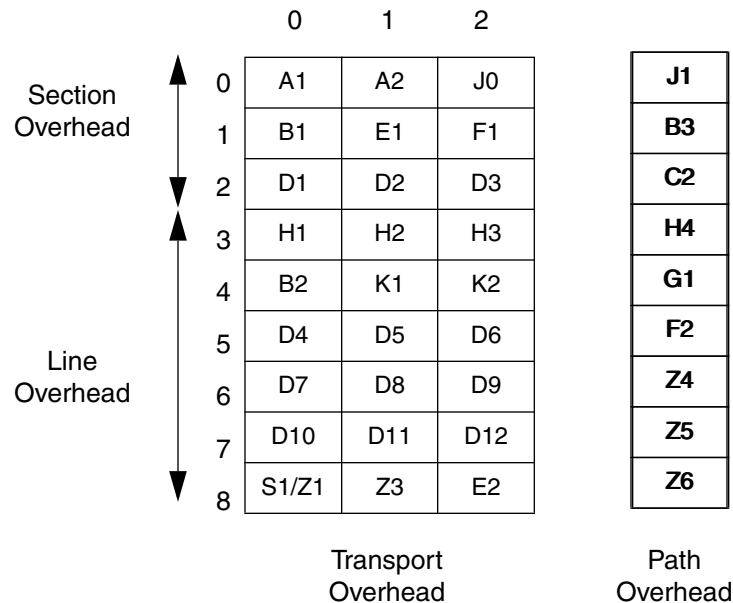 0 1 2
Section
Overhead
0 A1 A2 J0 J1
1 B1 E1 F1 B3
2 D1 D2 D3 C2
3 H1 H2 H3 H4
4 B2 K1 K2 G1
Line
Overhead
5 D4 D5 D6 F2
6 D7 D8 D9 Z4
7 D10 D11 D12 Z5
8 S1/Z1 Z3 E2 Z6
Transport
Overhead
Path
Overhead